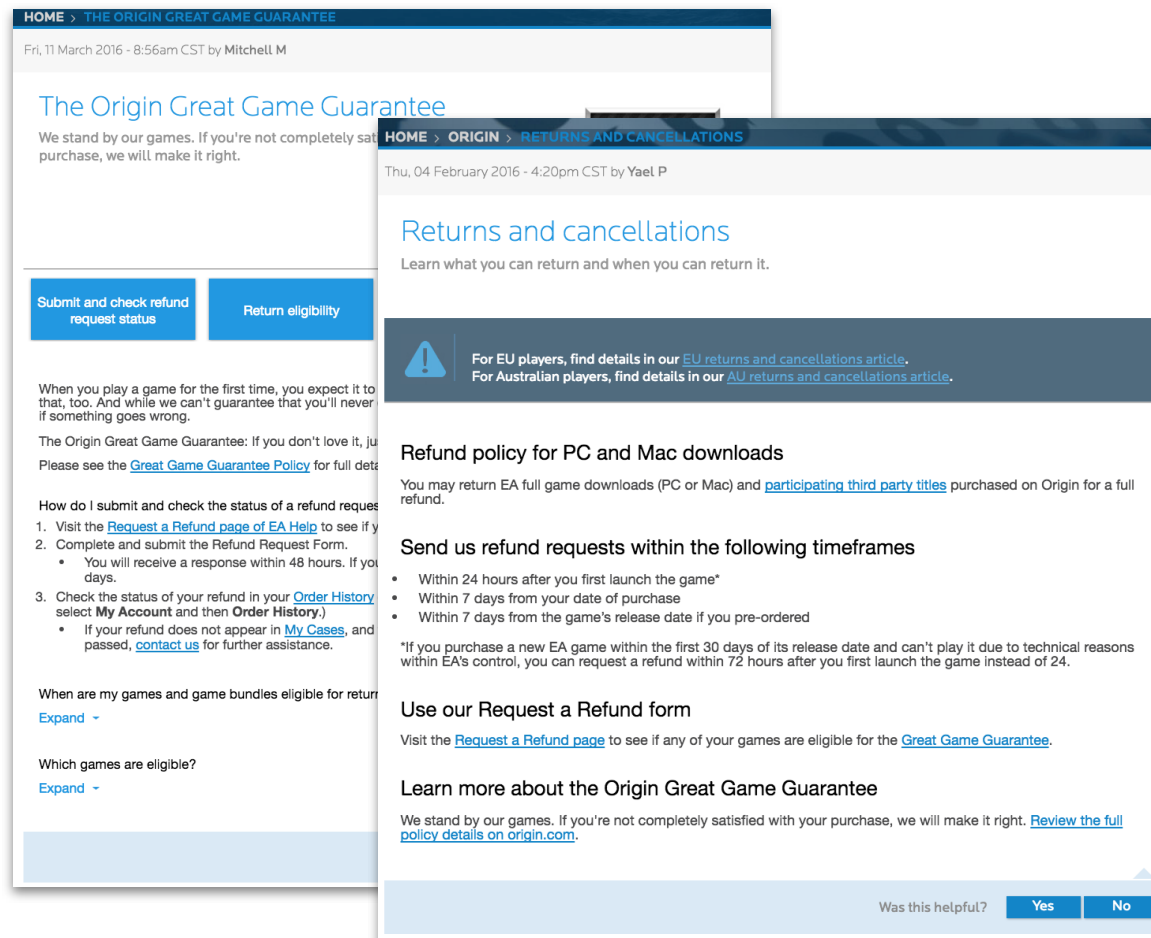 HOME > THE ORIGIN GREAT GAME GUARANTEE
Fri, 11 March 2016 - 8:56am CST by Mitchell M
The Origin Great Game Guarantee
We stand by our games. If you're not completely sat
purchase, we will make it right.
Submit and check refund
request status
Return eligibility
When you play a game for the first time, you expect it to
that, too. And while we can't guarantee that you'll never
if something goes wrong.
The Origin Great Game Guarantee: If you don't love it, ju
Please see the Great Game Guarantee Policy for full deta
How do I submit and check the status of a refund reques
1. Visit the Request a Refund page of EA Help to see if y
2. Complete and submit the Refund Request Form.
• You will receive a response within 48 hours. If you
days.
3. Check the status of your refund in your Order History
select My Account and then Order History.)
• If your refund does not appear in My Cases, and
passed, contact us for further assistance.
When are my games and game bundles eligible for return
Expand
Which games are eligible?
Expand
HOME > ORIGIN > RETURNS AND CANCELLATIONS
Thu, 04 February 2016 - 4:20pm CST by Yael P
Returns and cancellations
Learn what you can return and when you can return it.
For EU players, find details in our EU returns and cancellations article.
For Australian players, find details in our AU returns and cancellations article.
Refund policy for PC and Mac downloads
You may return EA full game downloads (PC or Mac) and participating third party titles purchased on Origin for a full
refund.
Send us refund requests within the following timeframes
• Within 24 hours after you first launch the game*
• Within 7 days from your date of purchase
• Within 7 days from the game's release date if you pre-ordered
*If you purchase a new EA game within the first 30 days of its release date and can't play it due to technical reasons
within EA's control, you can request a refund within 72 hours after you first launch the game instead of 24.
Use our Request a Refund form
Visit the Request a Refund page to see if any of your games are eligible for the Great Game Guarantee.
Learn more about the Origin Great Game Guarantee
We stand by our games. If you're not completely satisfied with your purchase, we will make it right. Review the full
policy details on origin.com.
Was this helpful? Yes No